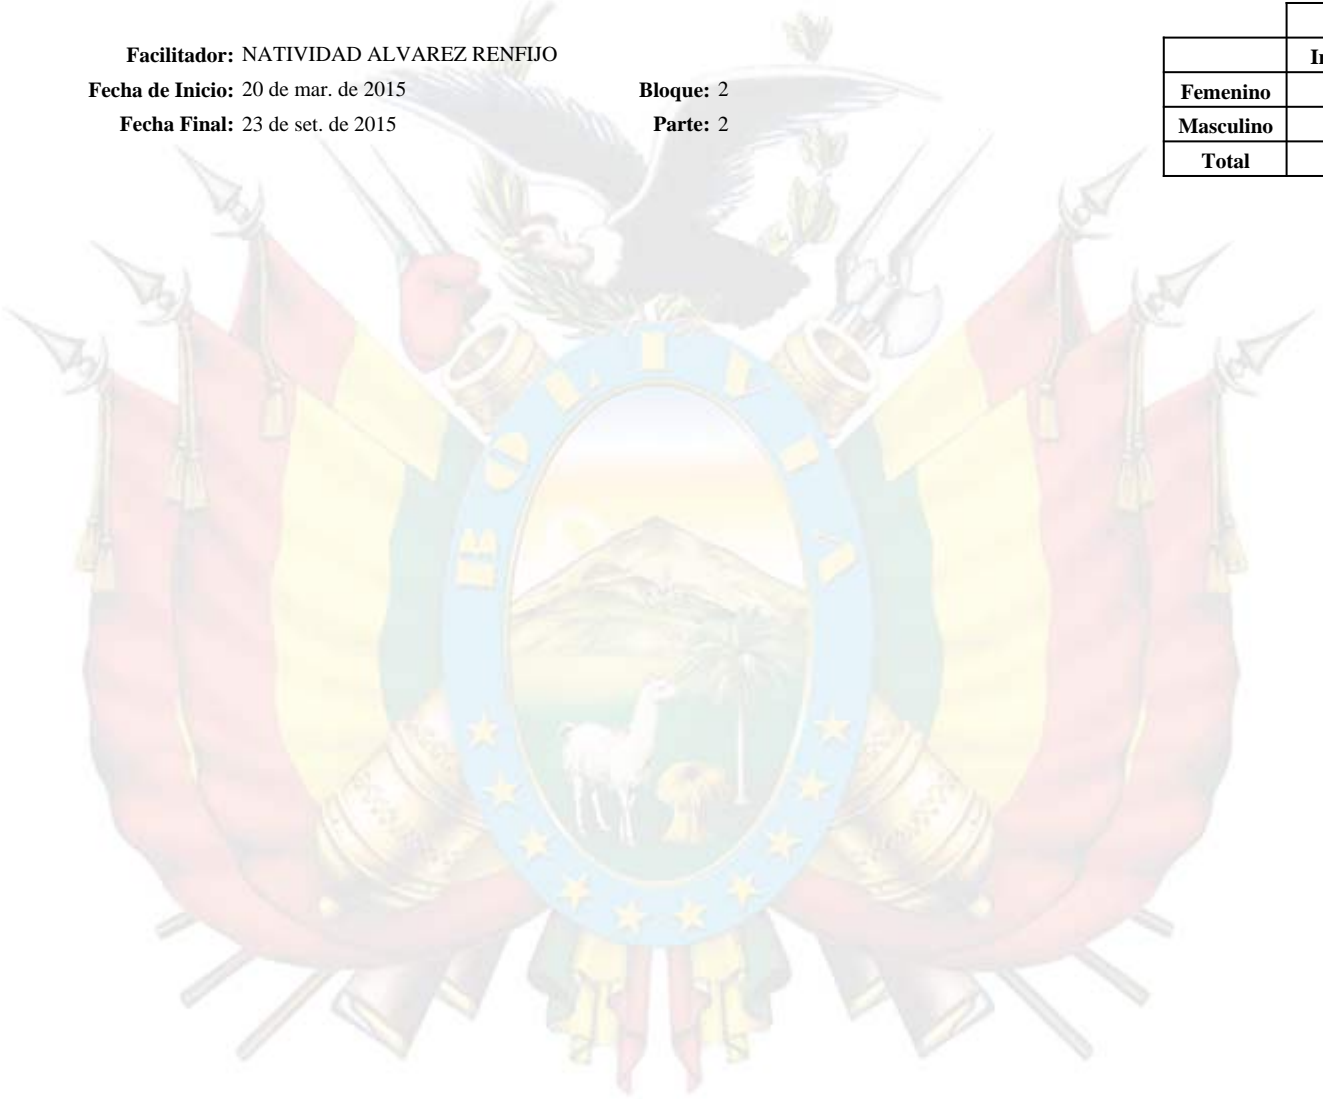 Facilitador: NATIVIDAD ALVAREZ RENFIJO
Fecha de Inicio: 20 de mar. de 2015
Bloque: 2
Fecha Final: 23 de set. de 2015
Parte: 2
Femenino
Masculino
Total
BOLIVIA